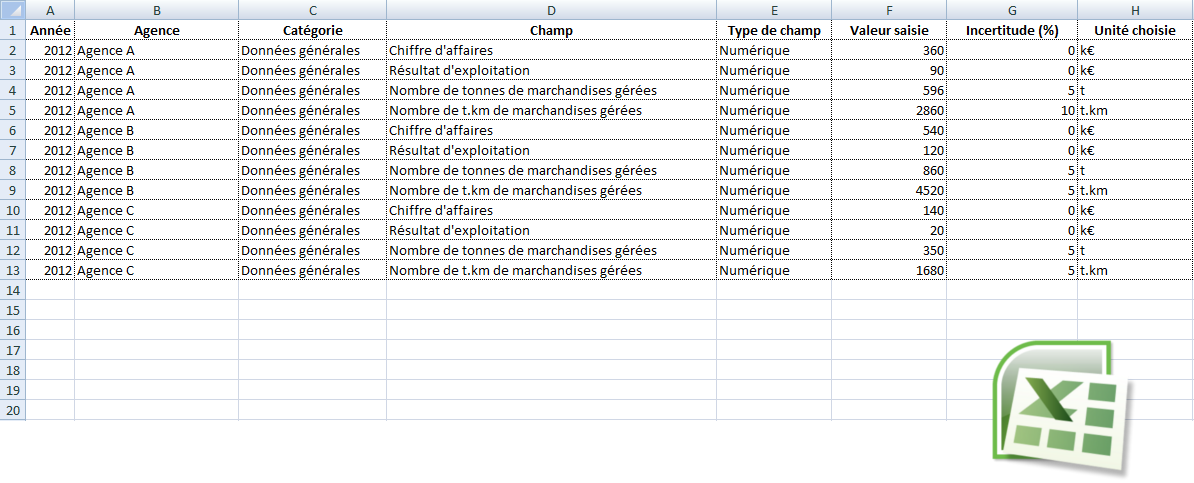 A B C D E F G H
1 Année Agence Catégorie Champ Type de champ Valeur saisie Incertitude (%) Unité choisie
2 2012 Agence A Données générales Chiffre d'affaires Numérique 360 0 k€
3 2012 Agence A Données générales Résultat d'exploitation Numérique 90 0 k€
4 2012 Agence A Données générales Nombre de tonnes de marchandises gérées Numérique 596 5 t
5 2012 Agence A Données générales Nombre de t.km de marchandises gérées Numérique 2860 10 t.km
6 2012 Agence B Données générales Chiffre d'affaires Numérique 540 0 k€
7 2012 Agence B Données générales Résultat d'exploitation Numérique 120 0 k€
8 2012 Agence B Données générales Nombre de tonnes de marchandises gérées Numérique 860 5 t
9 2012 Agence B Données générales Nombre de t.km de marchandises gérées Numérique 4520 5 t.km
10 2012 Agence C Données générales Chiffre d'affaires Numérique 140 0 k€
11 2012 Agence C Données générales Résultat d'exploitation Numérique 20 0 k€
12 2012 Agence C Données générales Nombre de tonnes de marchandises gérées Numérique 350 5 t
13 2012 Agence C Données générales Nombre de t.km de marchandises gérées Numérique 1680 5 t.km
14
15
16
17
18
19
20